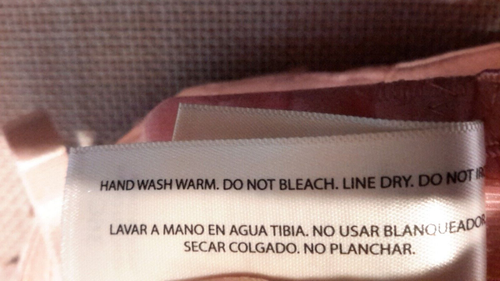 HAND WASH WARM. DO NOT BLEACH. LINE DRY. DO NOT
LAVAR A MANO EN AGUA TIBIA. NO USAR BLANQUEADOR
SECAR COLGADO. NO PLANCHAR.